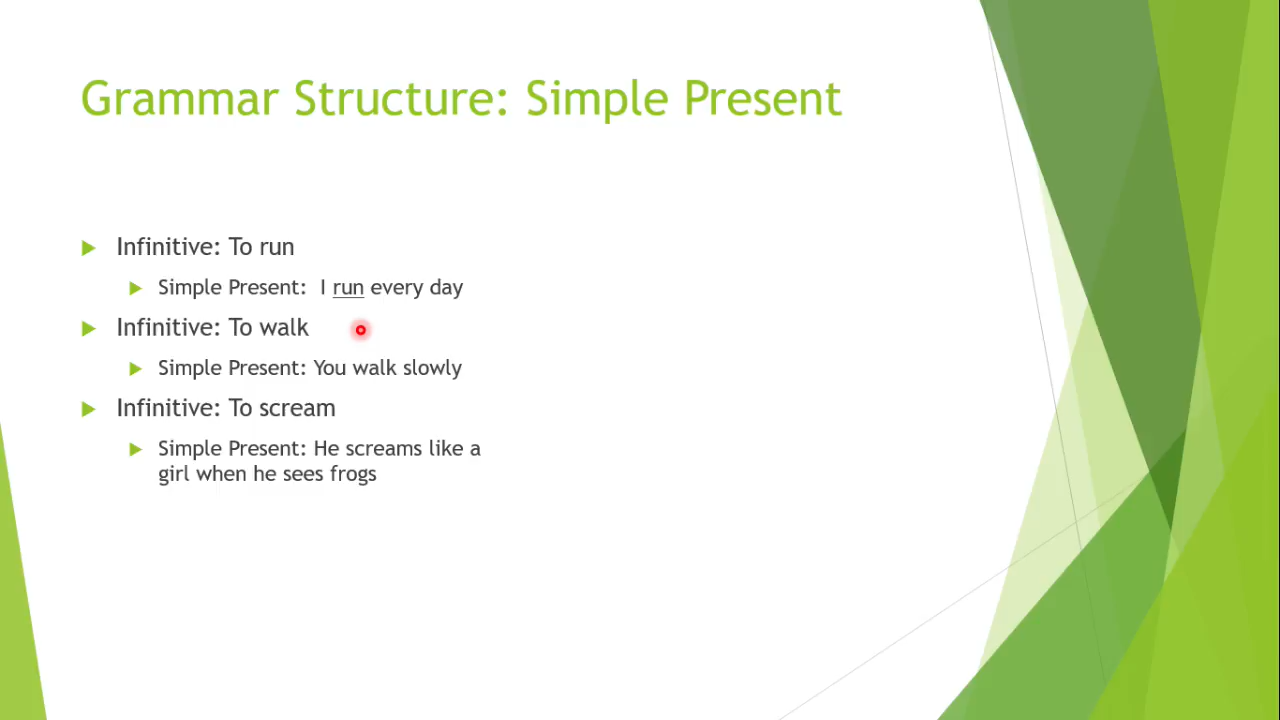 Grammar Structure: Simple Present
Infinitive: To run
Simple Present: I run every day
Infinitive: To walk
Simple Present: You walk slowly
Infinitive: To scream
Simple Present: He screams like a
girl when he sees frogs